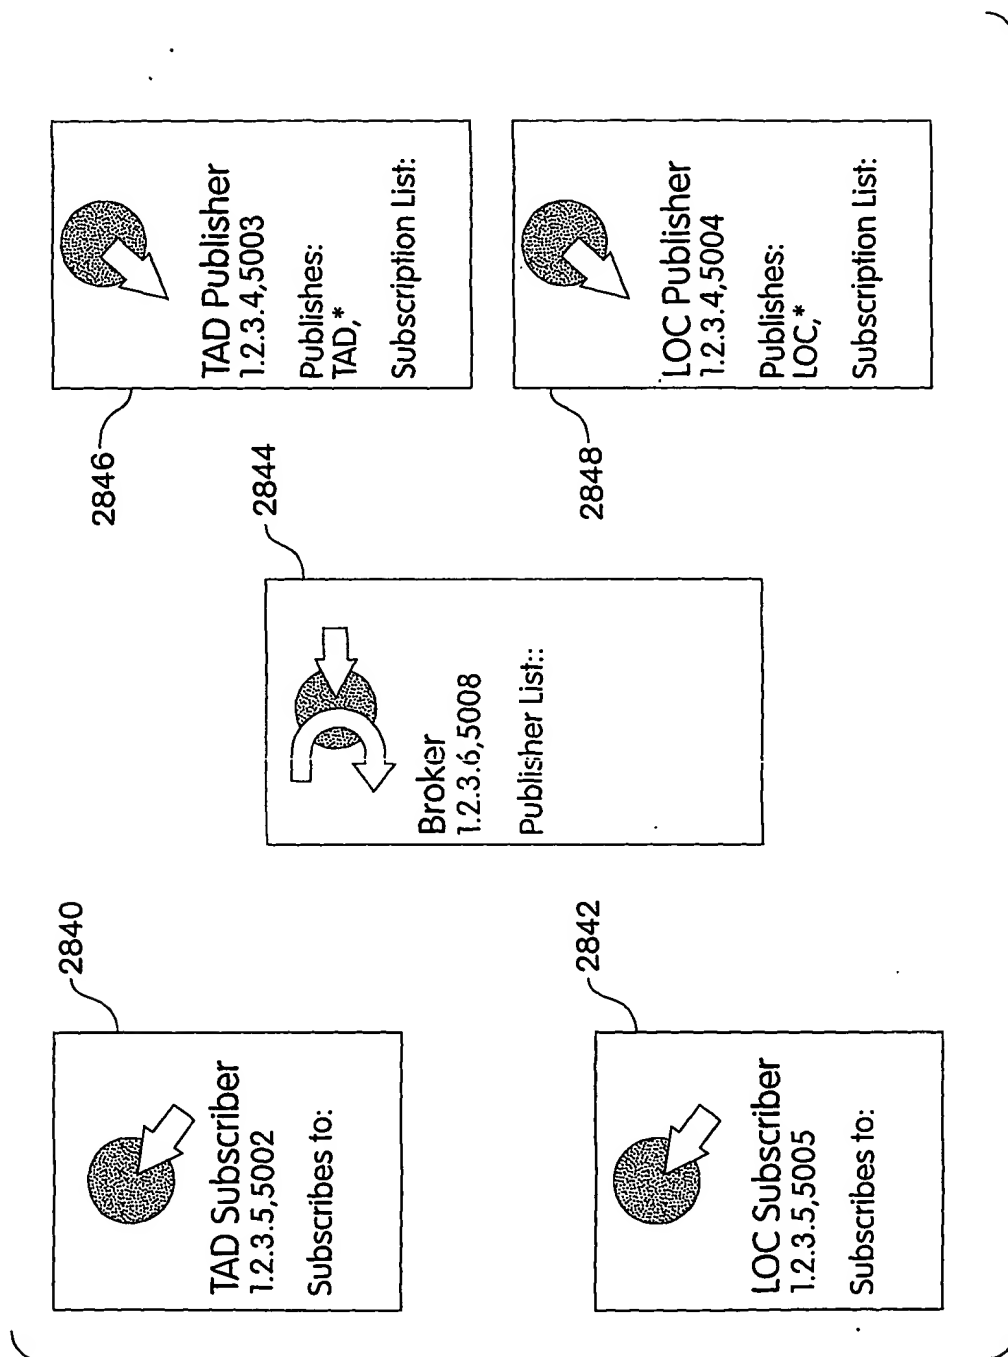 2840
TAD Subscriber
1.2.3.5,5002
Subscribes to:
2842
LOC Subscriber
1.2.3.5,5005
Subscribes to:
2844
Broker
1.2.3.6,5008
Publisher List::
2846
TAD Publisher
1.2.3.4,5003
Publishes:
TAD,*
Subscription List:
2848
LOC Publisher
1.2.3.4,5004
Publishes:
LOC,*
Subscription List: